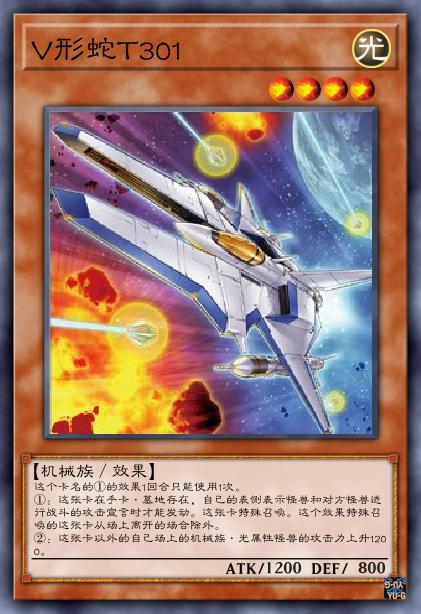 V形蛇T301
光
【机械族／效果】
这个卡名的①的效果1回合只能使用1次。
①：这张卡在手卡・墓地存在，自己的表侧表示怪兽和对方怪兽进
行战斗的攻击宣言时才能发动。这张卡特殊召唤。这个效果特殊召
唤的这张卡从场上离开的场合除外。
②：这张卡以外的自己场上的机械族・光属性怪兽的攻击力上升120
0。
ATK/1200 DEF/ 800
YU-G